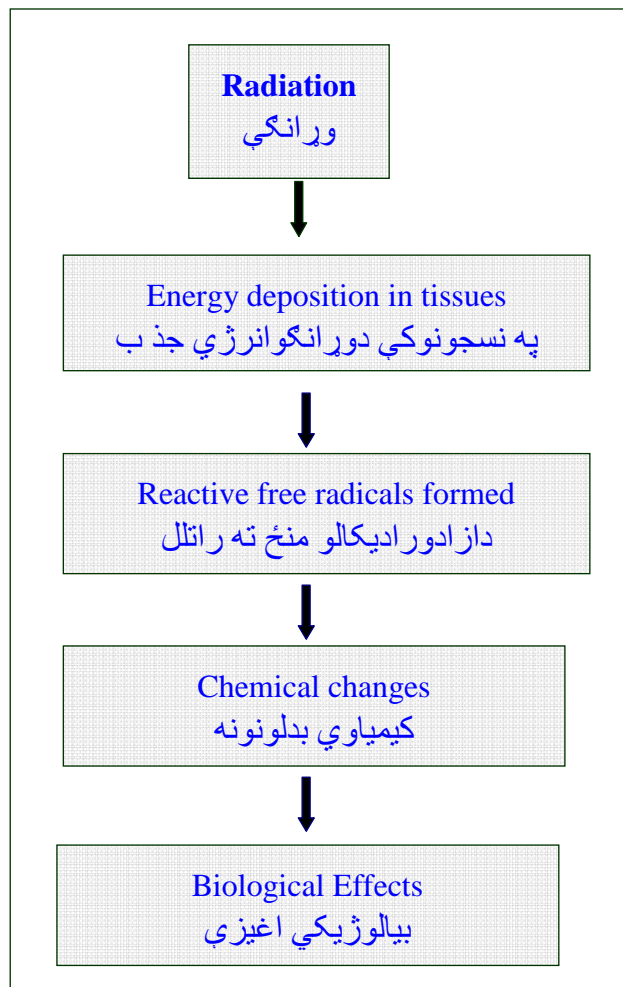 Radiation
وړانګې
Energy deposition in tissues
په نسجونوکې دوړانګوانرژي جذ ب
Reactive free radicals formed
دازادورادیکالو منځ ته راتلل
Chemical changes
کیمیاوي بدلونونه
Biological Effects
بیالوژیکي اغیزې